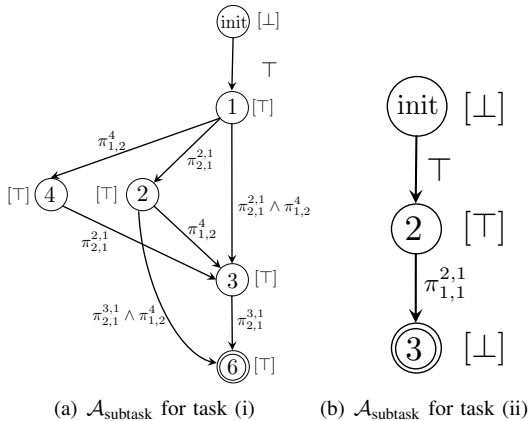 init [⊥]
⊤
1 [⊤]
π^4_{1,2}
π^{2,1}_{2,1}
[⊤] 4
[⊤] 2
π^4_{1,2}
π^{2,1}_{2,1} ∧ π^4_{1,2}
π^{2,1}_{2,1}
3 [⊤]
π^{3,1}_{2,1} ∧ π^4_{1,2}
π^{3,1}_{2,1}
6 [⊤]
(a) 𝒜_subtask for task (i)
init [⊥]
⊤
2 [⊤]
π^{2,1}_{1,1}
3 [⊥]
(b) 𝒜_subtask for task (ii)